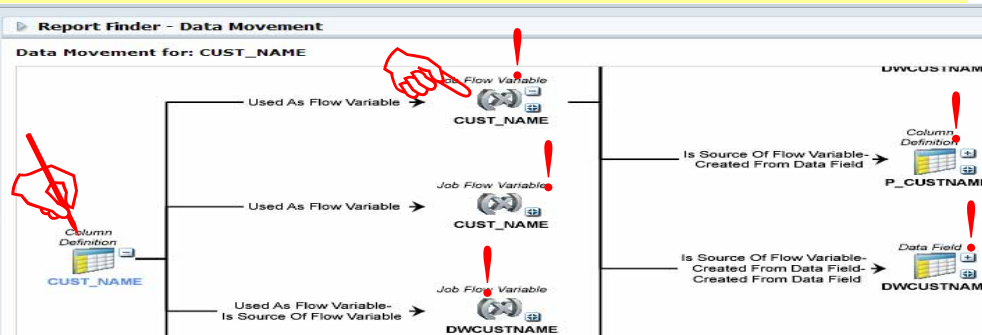 Report Finder - Data Movement
Data Movement for: CUST_NAME
Job Flow Variable
Used As Flow Variable
CUST_NAME
Column
Definition
Is Source Of Flow Variable-
Created From Data Field
P_CUSTNAME
Job Flow Variable
Used As Flow Variable
CUST_NAME
Column
Definition
CUST_NAME
Data Field
Is Source Of Flow Variable-
Created From Data Field-
Created From Data Field
Job Flow Variable
Used As Flow Variable-
Is Source Of Flow Variable
DWCUSTNAME